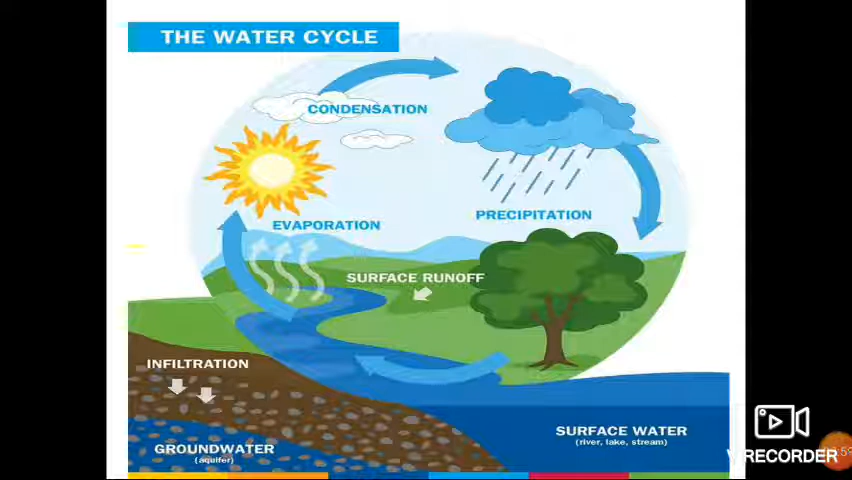 THE WATER CYCLE
CONDENSATION
PRECIPITATION
EVAPORATION
SURFACE RUNOFF
INFILTRATION
SURFACE WATER
(river, lake, stream)
GROUNDWATER
(aquifer)
RECORDER